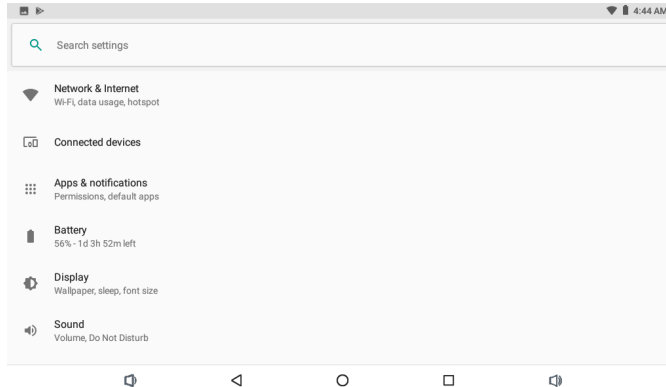 4:44 AM
Search settings
Network & Internet
Wi-Fi, data usage, hotspot
Connected devices
Apps & notifications
Permissions, default apps
Battery
56% - 1d 3h 52m left
Display
Wallpaper, sleep, font size
Sound
Volume, Do Not Disturb